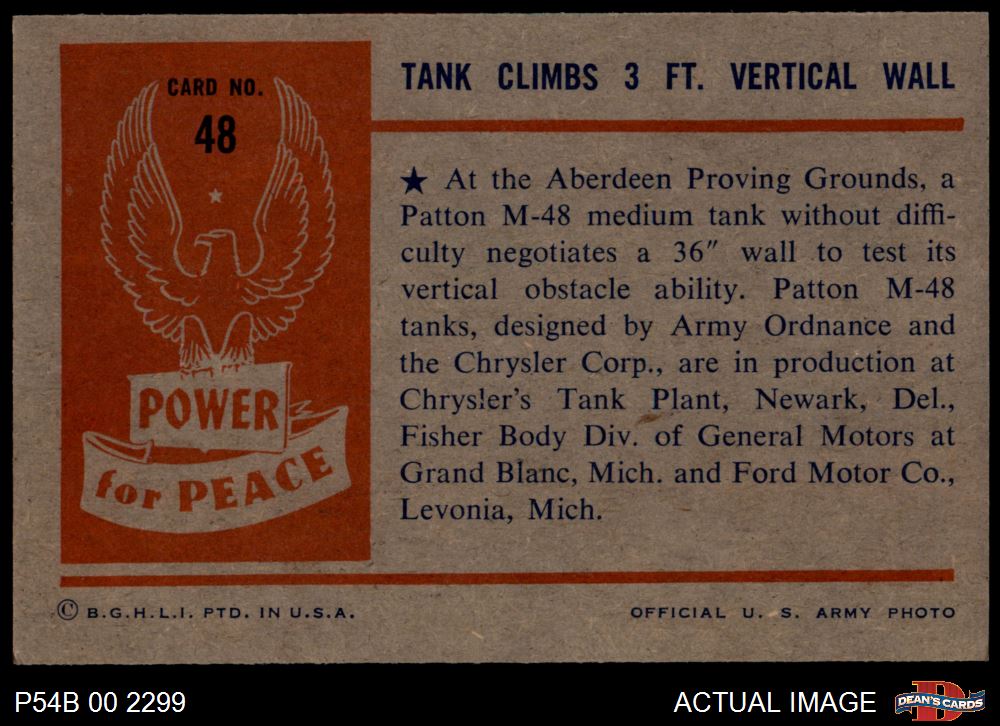 CARD NO.
48
POWER
for PEACE
TANK CLIMBS 3 FT. VERTICAL WALL
★ At the Aberdeen Proving Grounds, a
Patton M-48 medium tank without diffi-
culty negotiates a 36″ wall to test its
vertical obstacle ability. Patton M-48
tanks, designed by Army Ordnance and
the Chrysler Corp., are in production at
Chrysler's Tank Plant, Newark, Del.,
Fisher Body Div. of General Motors at
Grand Blanc, Mich. and Ford Motor Co.,
Levonia, Mich.
© B.G.H.L.I. PTD. IN U.S.A.
OFFICIAL U. S. ARMY PHOTO
P54B 00 2299
ACTUAL IMAGE
DEAN'S CARDS